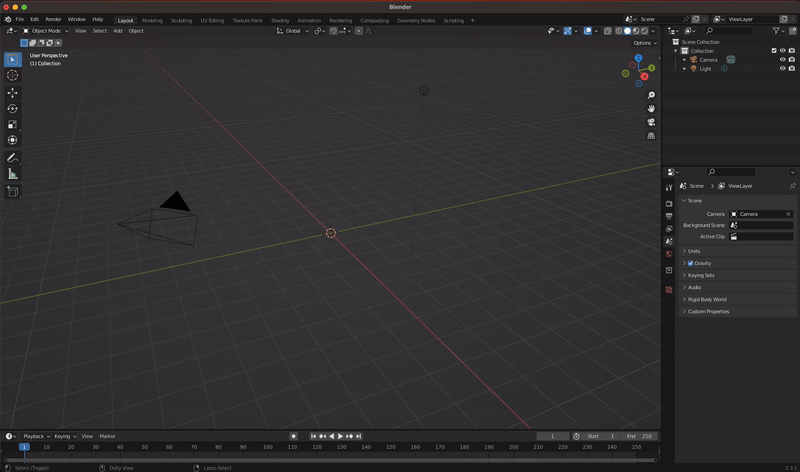 Blender
File Edit Render Window Help Layout Modeling Sculpting UV Editing Texture Paint Shading Animation Rendering Compositing Geometry Nodes Scripting + Scene ViewLayer
Object Mode View Select Add Object Global
Options
User Perspective
(1) Collection
Z
Y
X
Scene Collection
Collection
Camera
Light
Scene ViewLayer
Scene
Camera Camera
Background Scene
Active Clip
Units
Gravity
Keying Sets
Audio
Rigid Body World
Custom Properties
Playback Keying View Marker 1 Start 1 End 250
1 10 20 30 40 50 60 70 80 90 100 110 120 130 140 150 160 170 180 190 200 210 220 230 240 250
Select (Toggle) Dolly View Lasso Select 3.3.1